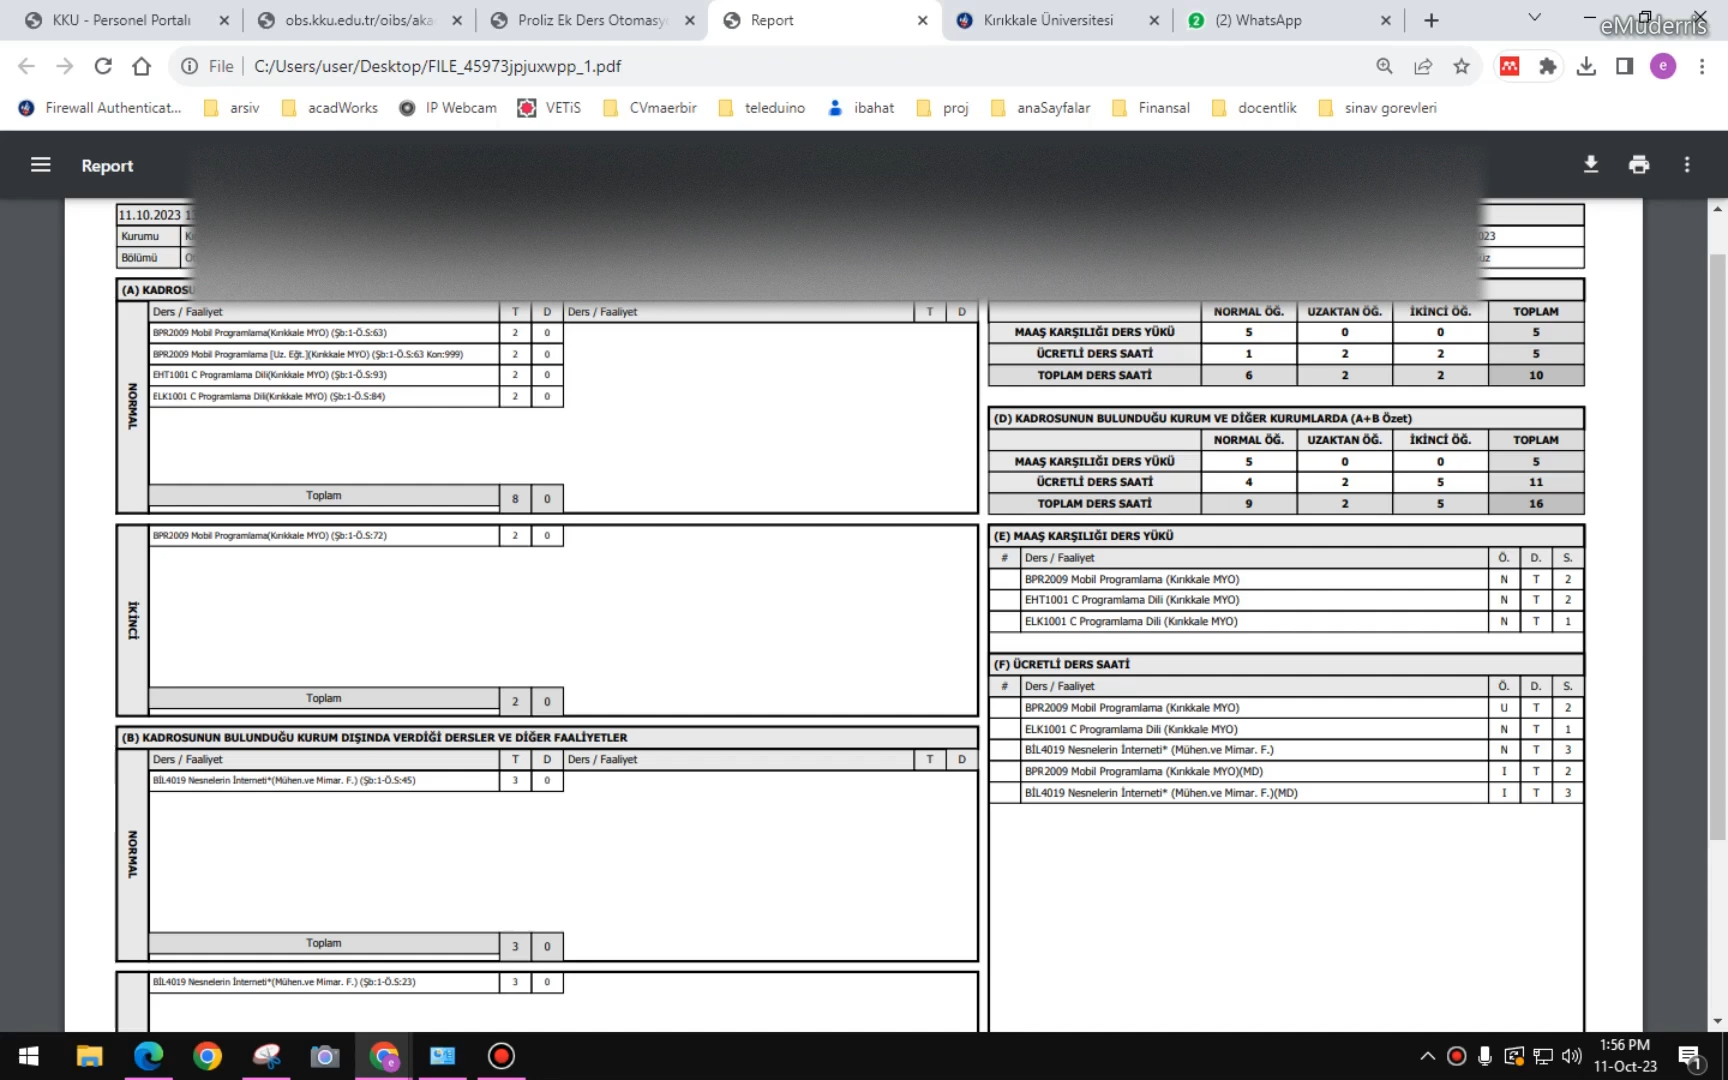 KKU - Personel Portalı
obs.kku.edu.tr/oibs/aka
Proliz Ek Ders Otomasy
Report
Kırıkkale Üniversitesi
(2) WhatsApp
eMüderris
File
C:/Users/user/Desktop/FILE_45973jpjuxwpp_1.pdf
e
Firewall Authenticat...
arsiv
acadWorks
IP Webcam
VETiS
CVmaerbir
teleduino
ibahat
proj
anaSayfalar
Finansal
docentlik
sinav gorevleri
Report
11.10.2023
Kurumu
023
Bölümü
(A) KADROSU
Ders / Faaliyet T D Ders / Faaliyet T D
NORMAL
BPR2009 Mobil Programlama(Kırıkkale MYO) (Şb:1-Ö.S:63) 2 0
BPR2009 Mobil Programlama [Uz. Eğt.](Kırıkkale MYO) (Şb:1-Ö.S:63 Kon:999) 2 0
EHT1001 C Programlama Dili(Kırıkkale MYO) (Şb:1-Ö.S:93) 2 0
ELK1001 C Programlama Dili(Kırıkkale MYO) (Şb:1-Ö.S:84) 2 0
Toplam 8 0
İKİNCİ
BPR2009 Mobil Programlama(Kırıkkale MYO) (Şb:1-Ö.S:72) 2 0
Toplam 2 0
(B) KADROSUNUN BULUNDUĞU KURUM DIŞINDA VERDİĞİ DERSLER VE DİĞER FAALİYETLER
Ders / Faaliyet T D Ders / Faaliyet T D
NORMAL
BİL4019 Nesnelerin İnterneti*(Mühen.ve Mimar. F.) (Şb:1-Ö.S:45) 3 0
Toplam 3 0
BİL4019 Nesnelerin İnterneti*(Mühen.ve Mimar. F.) (Şb:1-Ö.S:23) 3 0
NORMAL ÖĞ. UZAKTAN ÖĞ. İKİNCİ ÖĞ. TOPLAM
MAAŞ KARŞILIĞI DERS YÜKÜ 5 0 0 5
ÜCRETLİ DERS SAATİ 1 2 2 5
TOPLAM DERS SAATİ 6 2 2 10
(D) KADROSUNUN BULUNDUĞU KURUM VE DİĞER KURUMLARDA (A+B Özet)
NORMAL ÖĞ. UZAKTAN ÖĞ. İKİNCİ ÖĞ. TOPLAM
MAAŞ KARŞILIĞI DERS YÜKÜ 5 0 0 5
ÜCRETLİ DERS SAATİ 4 2 5 11
TOPLAM DERS SAATİ 9 2 5 16
(E) MAAŞ KARŞILIĞI DERS YÜKÜ
# Ders / Faaliyet Ö. D. S.
BPR2009 Mobil Programlama (Kırıkkale MYO) N T 2
EHT1001 C Programlama Dili (Kırıkkale MYO) N T 2
ELK1001 C Programlama Dili (Kırıkkale MYO) N T 1
(F) ÜCRETLİ DERS SAATİ
# Ders / Faaliyet Ö. D. S.
BPR2009 Mobil Programlama (Kırıkkale MYO) U T 2
ELK1001 C Programlama Dili (Kırıkkale MYO) N T 1
BİL4019 Nesnelerin İnterneti* (Mühen.ve Mimar. F.) N T 3
BPR2009 Mobil Programlama (Kırıkkale MYO)(MD) I T 2
BİL4019 Nesnelerin İnterneti* (Mühen.ve Mimar. F.)(MD) I T 3
1:56 PM
11-Oct-23
1